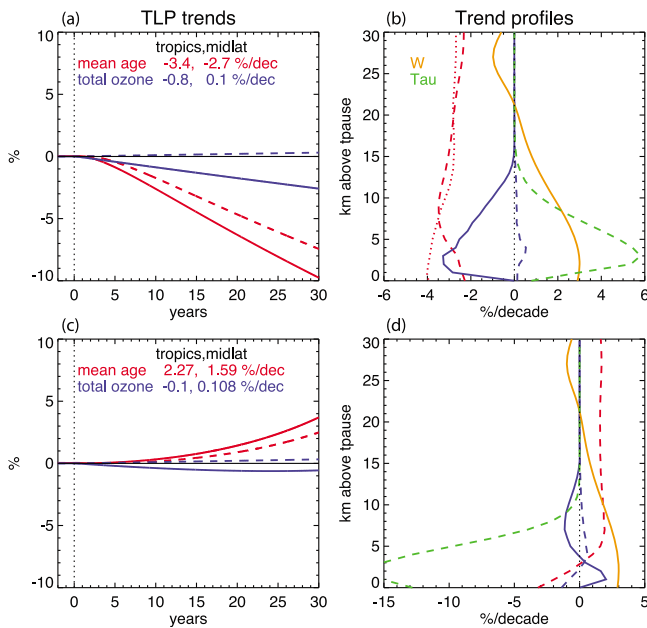 TLP trends
Trend profiles
(a)
(b)
tropics,midlat
mean age -3.4, -2.7 %/dec
total ozone -0.8, 0.1 %/dec
10
5
0
-5
-10
%
0 5 10 15 20 25 30
years
W
Tau
30
25
20
15
10
5
0
km above tpause
-6 -4 -2 0 2 4 6
%/decade
(c)
(d)
tropics,midlat
mean age 2.27, 1.59 %/dec
total ozone -0.1, 0.108 %/dec
10
5
0
-5
-10
%
0 5 10 15 20 25 30
years
30
25
20
15
10
5
0
km above tpause
-15 -10 -5 0 5
%/decade